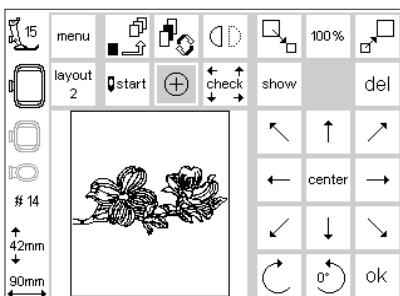 15 menu 100%
layout
2
start check show del
center
# 14
42mm
90mm 0° ok